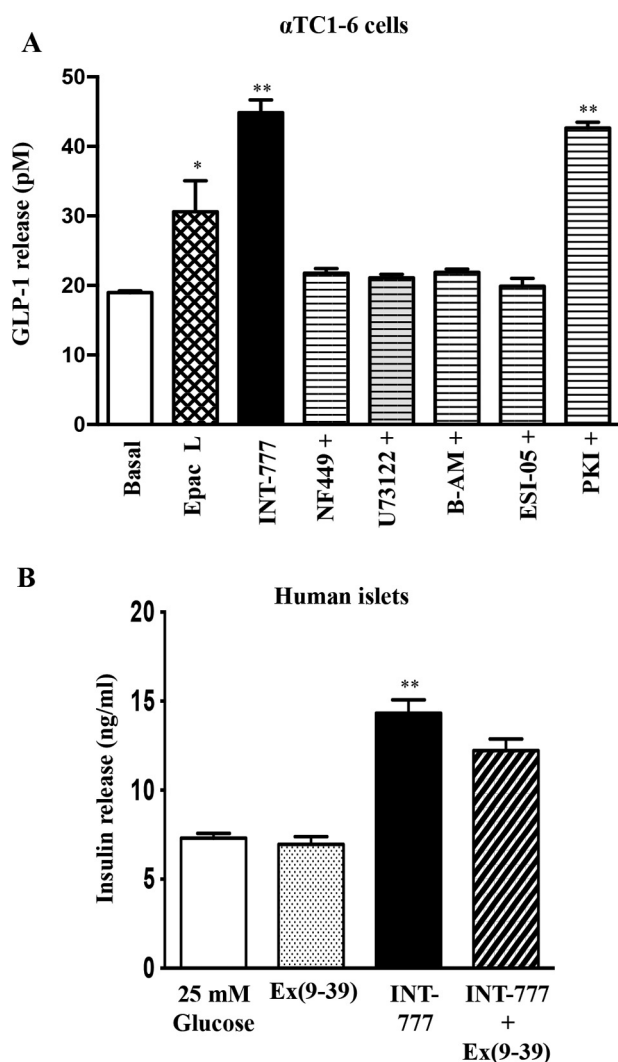 αTC1-6 cells
A
GLP-1 release (pM)
50
40
30
20
10
0
*
**
**
Basal
Epac L
INT-777
NF449 +
U73122 +
B-AM +
ESI-05 +
PKI +
B
Human islets
Insulin release (ng/ml)
20
15
10
5
0
**
25 mM
Glucose
Ex(9-39)
INT-
777
INT-777
+
Ex(9-39)